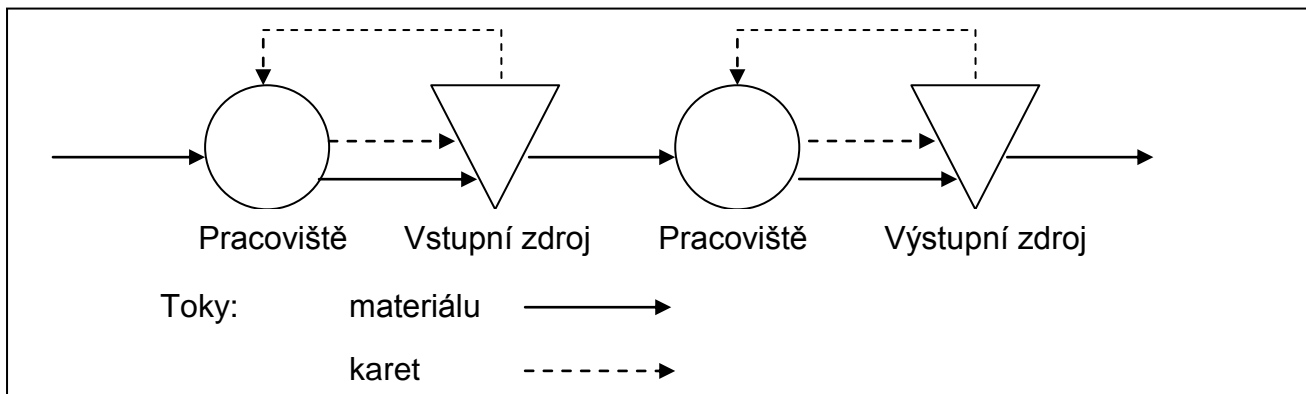 Pracoviště Vstupní zdroj Pracoviště Výstupní zdroj
Toky: materiálu
karet